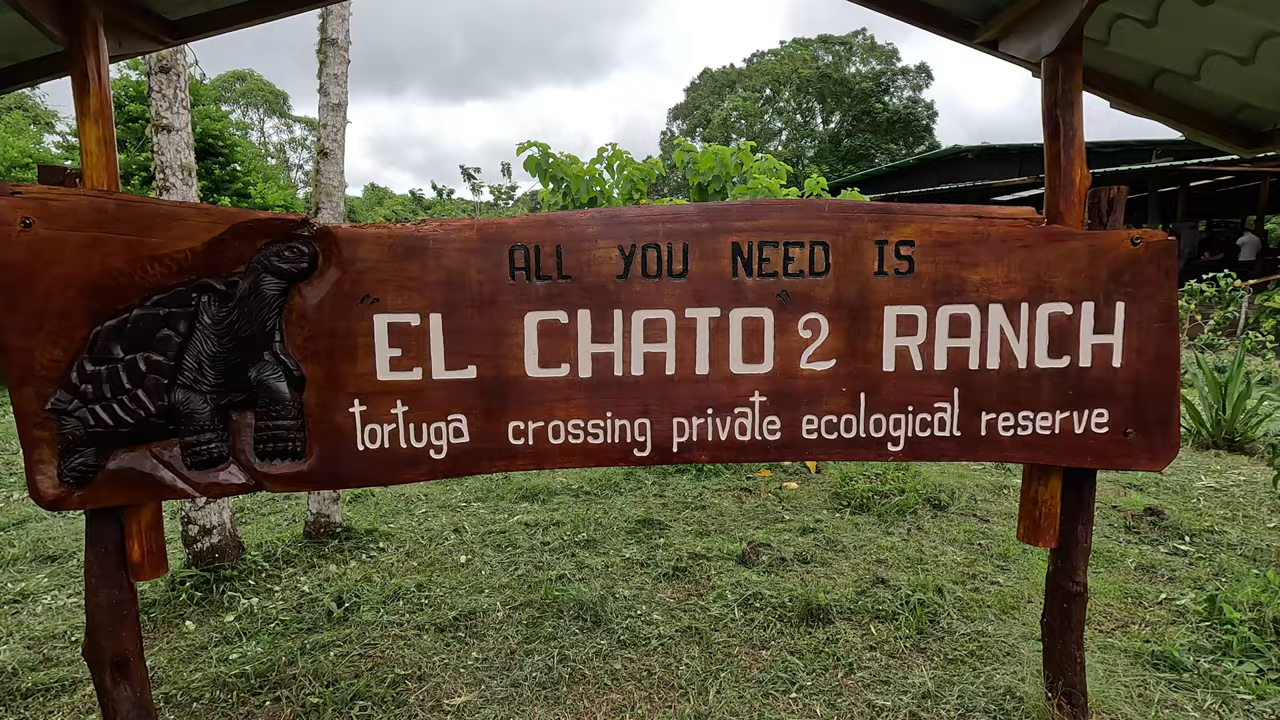 ALL YOU NEED IS
"EL CHATO" 2 RANCH
tortuga crossing private ecological reserve